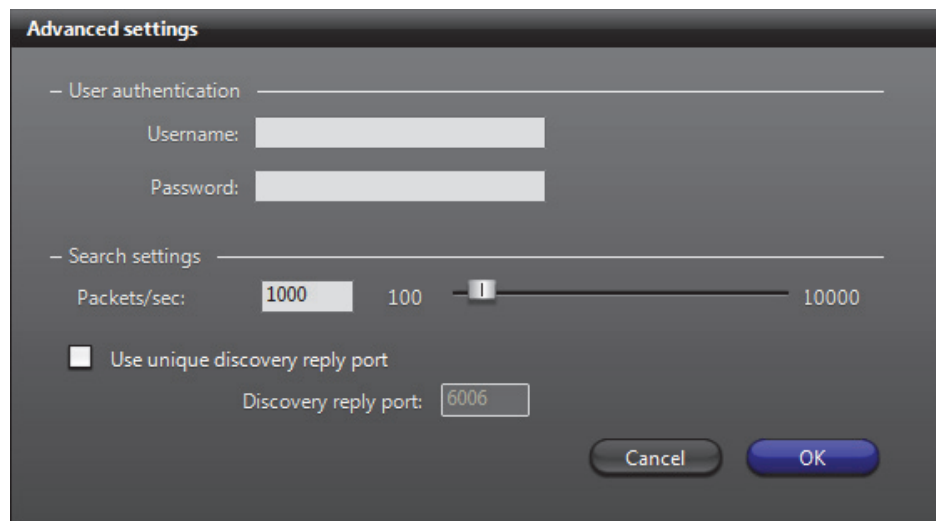 Advanced settings
User authentication
Username:
Password:
Search settings
Packets/sec: 1000 100 10000
Use unique discovery reply port
Discovery reply port: 6006
Cancel OK